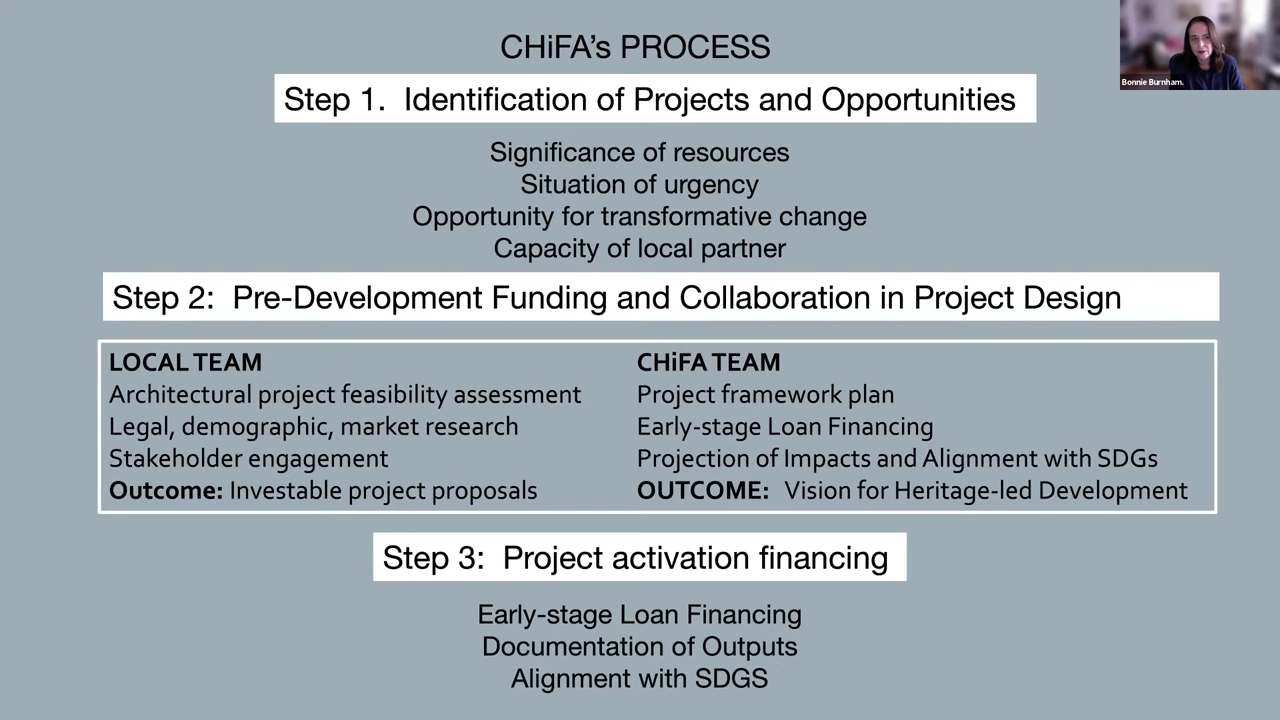 CHiFA's PROCESS
Bonnie Burnham.
Step 1. Identification of Projects and Opportunities
Significance of resources
Situation of urgency
Opportunity for transformative change
Capacity of local partner
Step 2: Pre-Development Funding and Collaboration in Project Design
LOCAL TEAM
Architectural project feasibility assessment
Legal, demographic, market research
Stakeholder engagement
Outcome: Investable project proposals
CHiFA TEAM
Project framework plan
Early-stage Loan Financing
Projection of Impacts and Alignment with SDGs
OUTCOME: Vision for Heritage-led Development
Step 3: Project activation financing
Early-stage Loan Financing
Documentation of Outputs
Alignment with SDGS